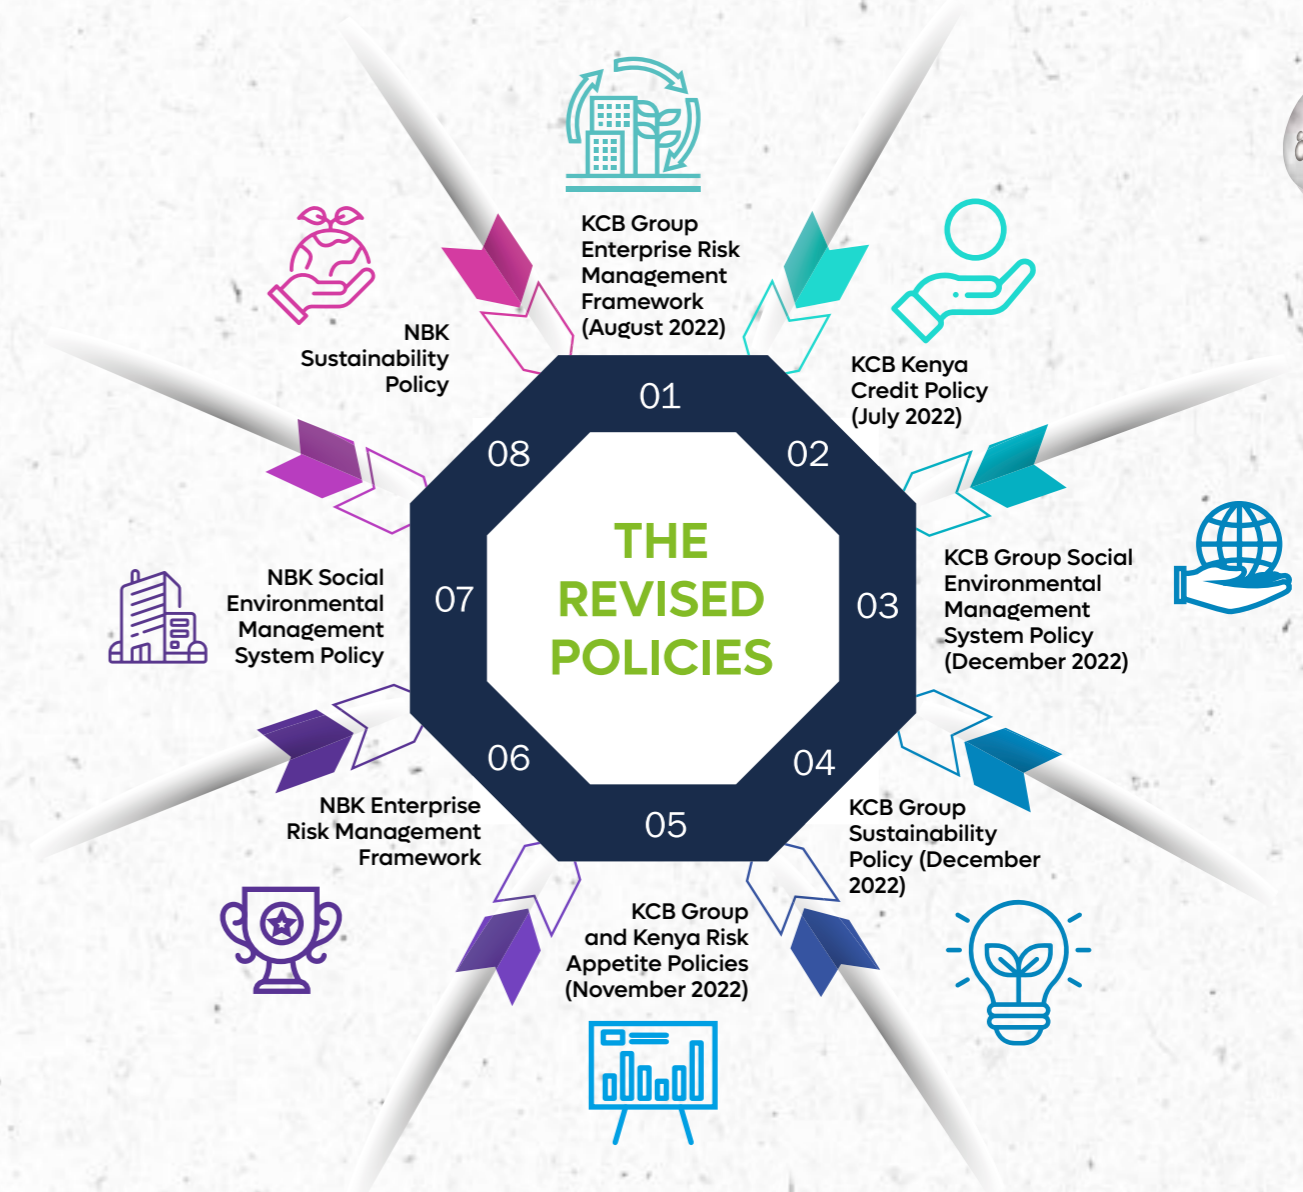 THE
REVISED
POLICIES
01
KCB Group
Enterprise Risk
Management
Framework
(August 2022)
02
KCB Kenya
Credit Policy
(July 2022)
03
KCB Group Social
Environmental
Management
System Policy
(December 2022)
04
KCB Group
Sustainability
Policy (December
2022)
05
KCB Group
and Kenya Risk
Appetite Policies
(November 2022)
06
NBK Enterprise
Risk Management
Framework
07
NBK Social
Environmental
Management
System Policy
08
NBK
Sustainability
Policy